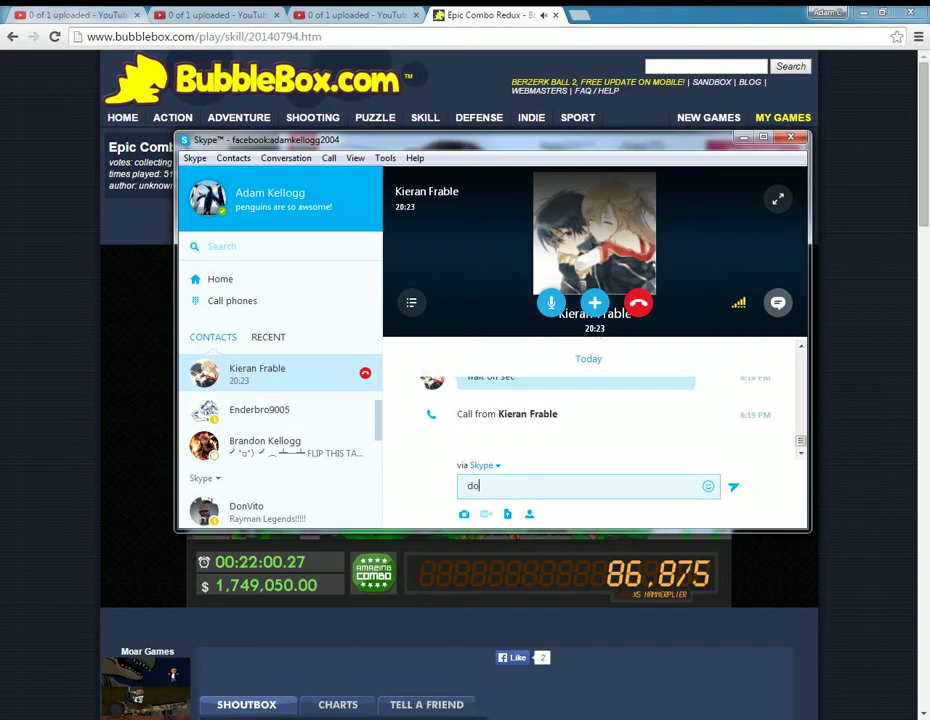 0 of 1 uploaded - YouTub
0 of 1 uploaded - YouTub
0 of 1 uploaded - YouTub
Epic Combo Redux - B
Adam C
www.bubblebox.com/play/skill/20140794.htm
BubbleBox.com™
Search
BERZERK BALL 2, FREE UPDATE ON MOBILE! | SANDBOX | BLOG |
WEBMASTERS | FAQ / HELP
HOME ACTION ADVENTURE SHOOTING PUZZLE SKILL DEFENSE INDIE SPORT NEW GAMES MY GAMES
Epic Comb
votes: collecting
times played: 51
author: unknown
Skype™ - facebook:adamkellogg2004
Skype Contacts Conversation Call View Tools Help
Adam Kellogg
penguins are so awsome!
Search
Home
Call phones
CONTACTS RECENT
Kieran Frable
20:23
Enderbro9005
Brandon Kellogg
╯°□°）╯︵ ┻━┻ FLIP THIS TA...
Skype
DonVito
Rayman Legends!!!!!
Kieran Frable
20:23
Kieran Frable
20:23
Today
wait on sec
6:18 PM
Call from Kieran Frable
6:19 PM
via Skype
do
00:22:00.27
$ 1,749,050.00
AMAZING
COMBO
86,875
X5 HAMMERPLIER
Moar Games
Like 2
SHOUTBOX CHARTS TELL A FRIEND